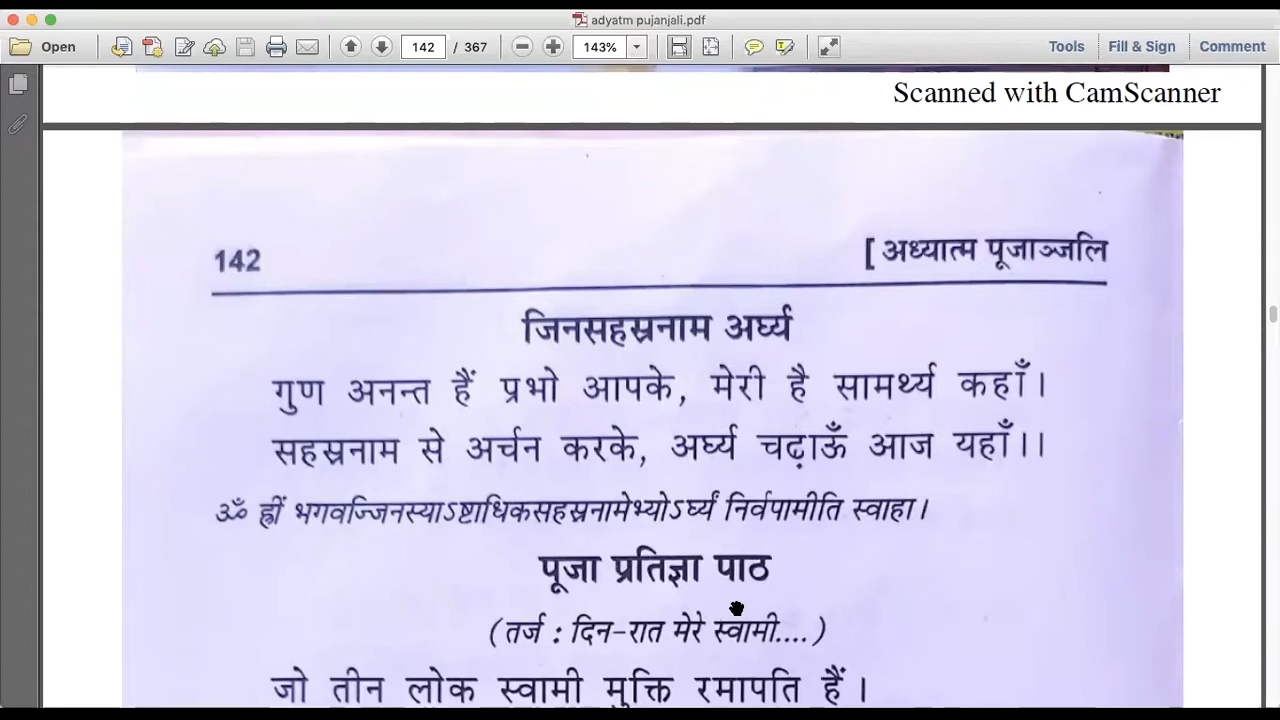 adyatm pujanjali.pdf
Open 142 / 367 143% Tools Fill & Sign Comment
Scanned with CamScanner
142 [ अध्यात्म पूजाञ्जलि
जिनसहस्रनाम अर्घ्य
गुण अनन्त हैं प्रभो आपके, मेरी है सामर्थ्य कहाँ।
सहस्रनाम से अर्चन करके, अर्घ्य चढ़ाऊँ आज यहाँ।।
ॐ ह्रीं भगवज्जिनस्याऽष्टाधिकसहस्रनामेभ्योऽर्घ्यं निर्वपामीति स्वाहा।
पूजा प्रतिज्ञा पाठ
(तर्ज : दिन-रात मेरे स्वामी....)
जो तीन लोक स्वामी मुक्ति रमापति हैं।